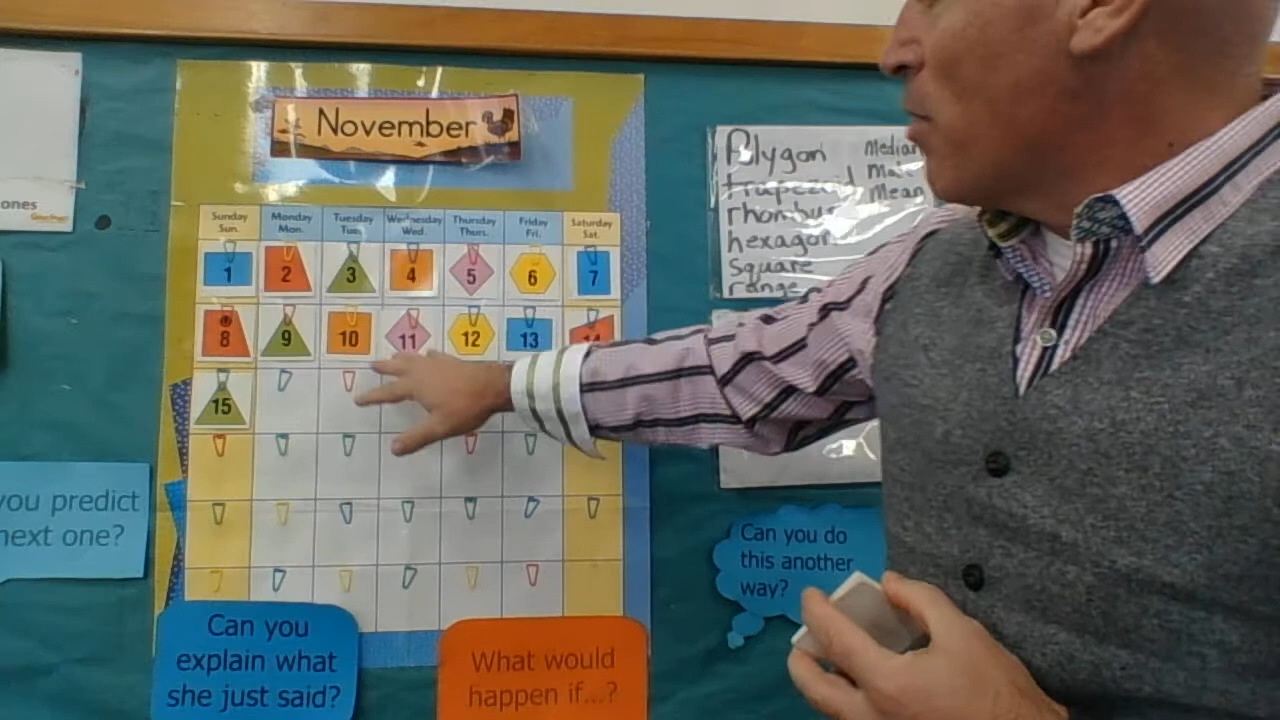 November
Sunday Monday Tuesday Wednesday Thursday Friday Saturday
Sun. Mon. Tue. Wed. Thurs. Fri. Sat.
1 2 3 4 5 6 7
8 9 10 11 12 13 14
15
ones
Polygon
trapezoid
rhombus
hexagon
square
range
Median
Mean
you predict
next one?
Can you
explain what
she just said?
What would
happen if...?
Can you do
this another
way?